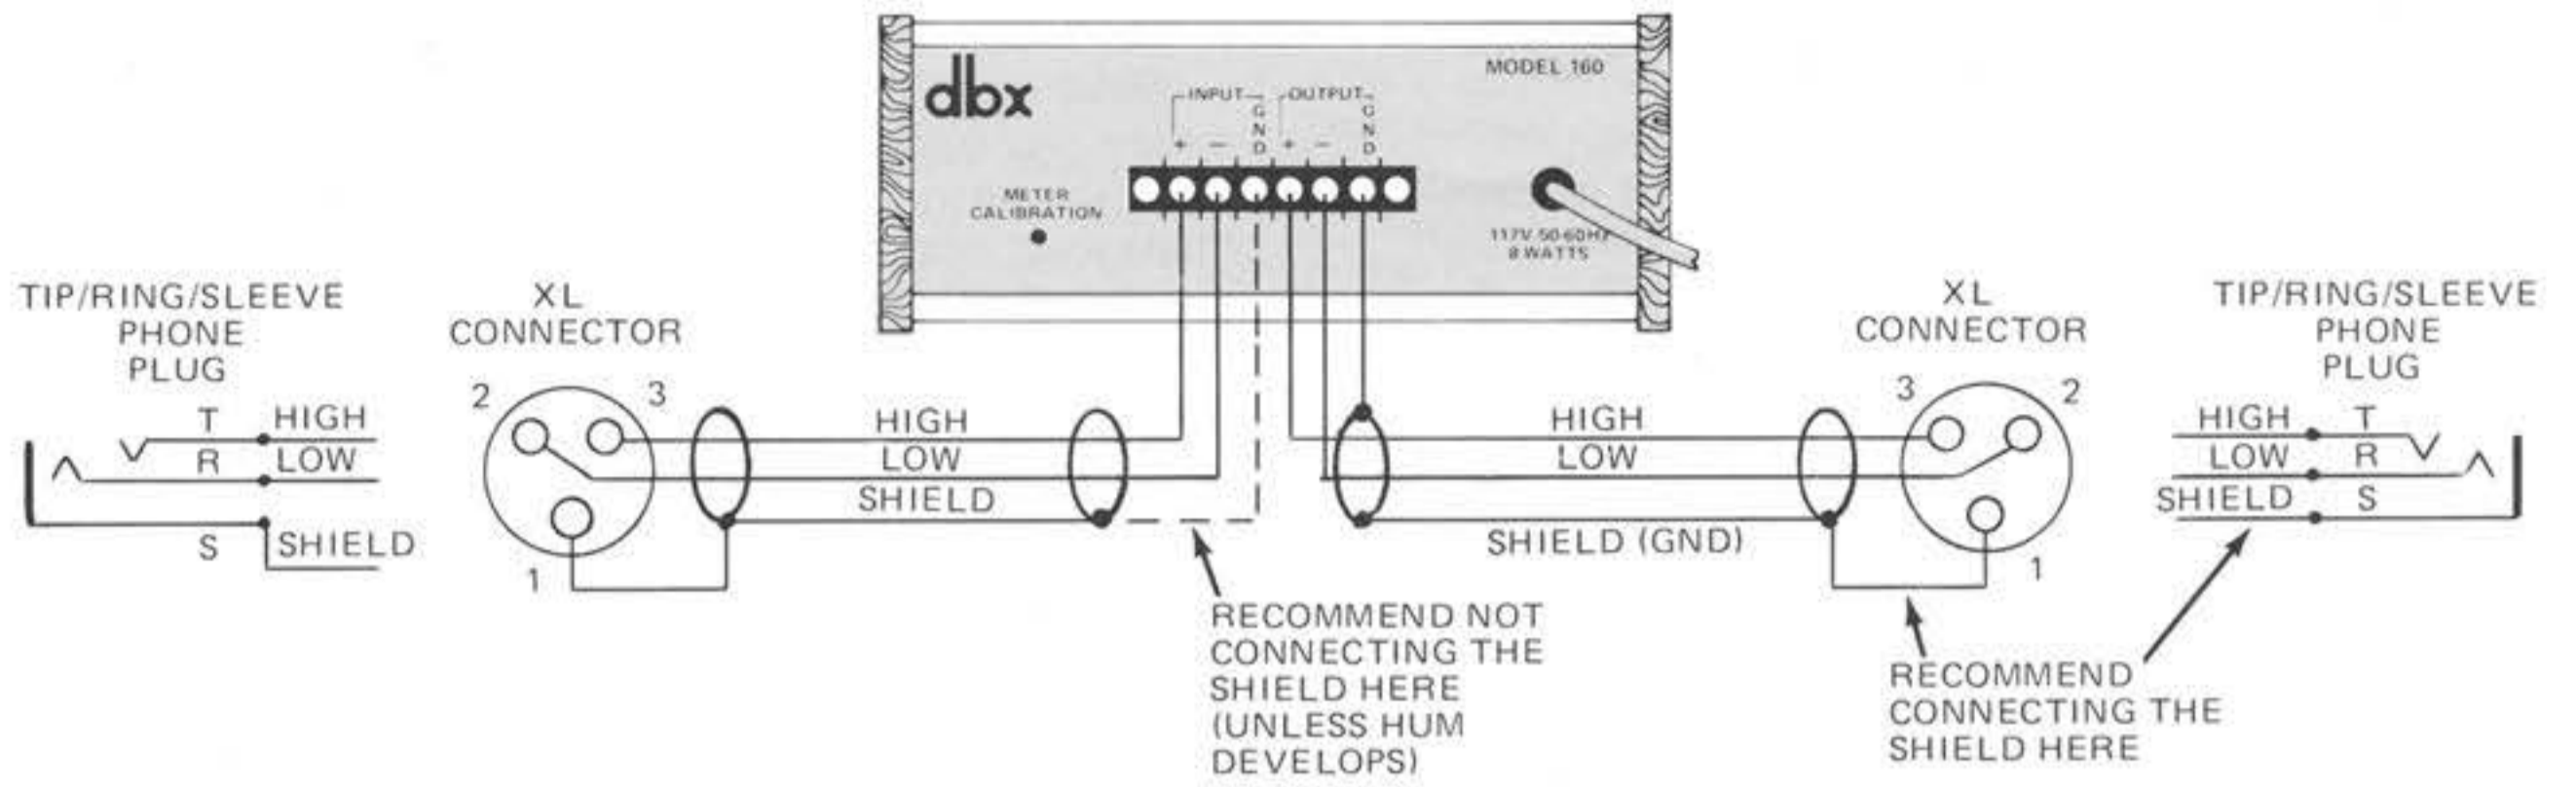 dbx
MODEL 160
INPUT
GND
OUTPUT
GND
+ −
+ −
METER
CALIBRATION
117V 50-60HZ
8 WATTS
TIP/RING/SLEEVE
PHONE
PLUG
T HIGH
R LOW
S SHIELD
XL
CONNECTOR
2 3
1
HIGH
LOW
SHIELD
RECOMMEND NOT
CONNECTING THE
SHIELD HERE
(UNLESS HUM
DEVELOPS)
HIGH
LOW
SHIELD (GND)
XL
CONNECTOR
3 2
1
RECOMMEND
CONNECTING THE
SHIELD HERE
TIP/RING/SLEEVE
PHONE
PLUG
HIGH T
LOW R
SHIELD S